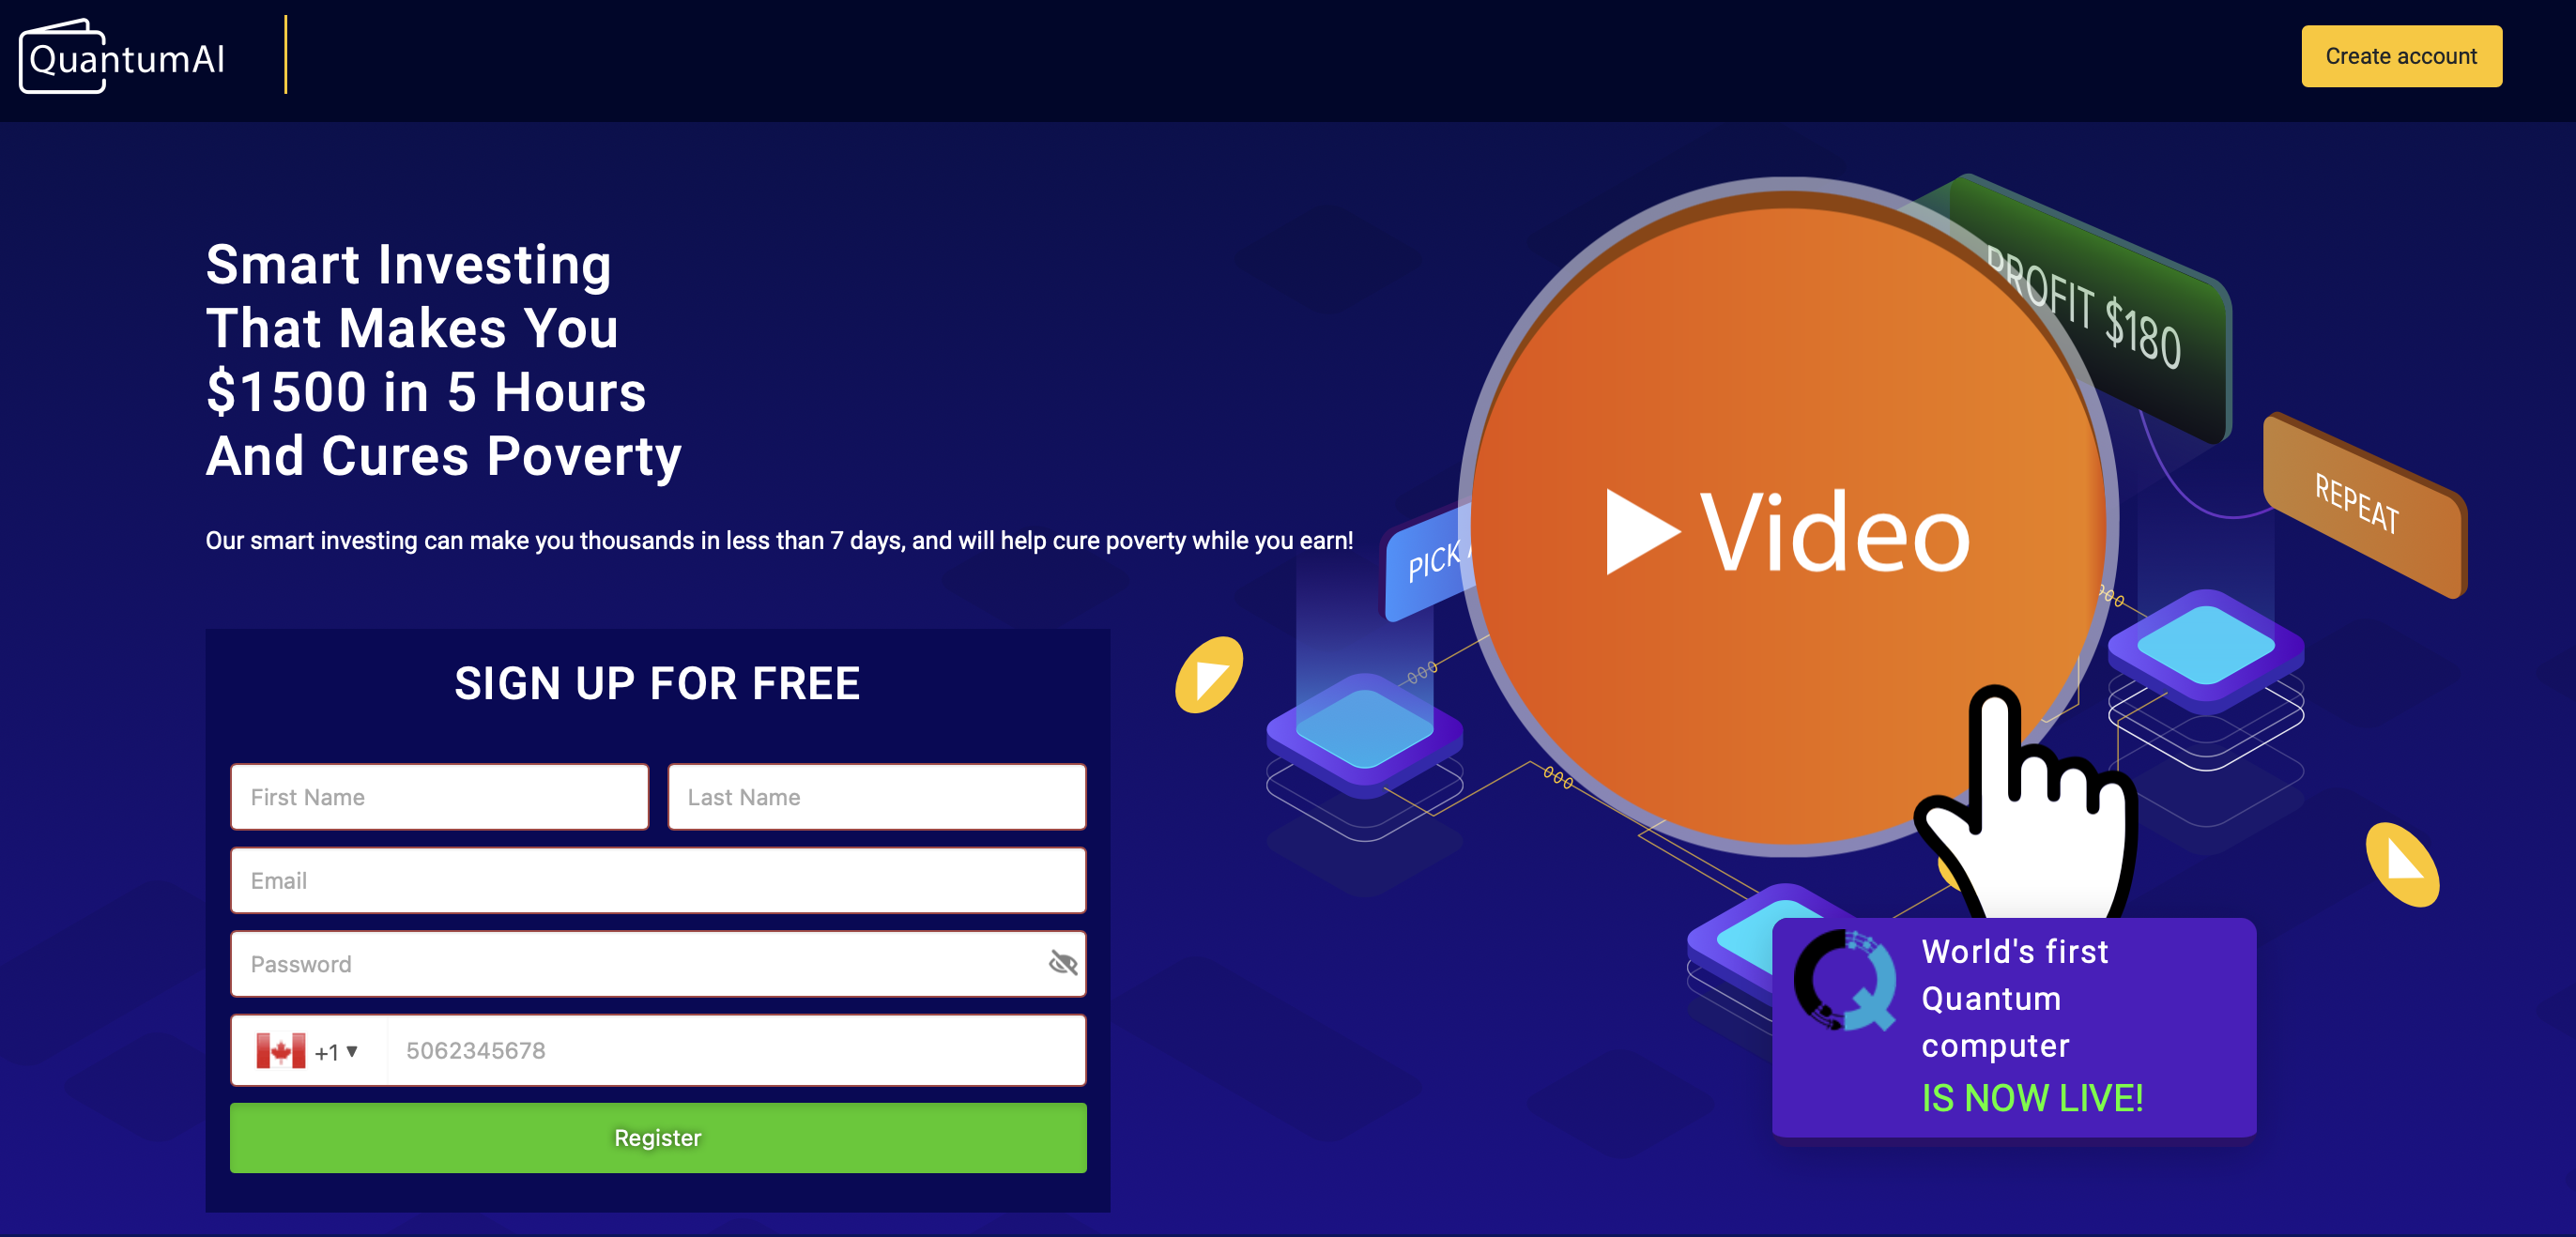 QuantumAI
Create account
Smart Investing
That Makes You
$1500 in 5 Hours
And Cures Poverty
Our smart investing can make you thousands in less than 7 days, and will help cure poverty while you earn!
SIGN UP FOR FREE
First Name
Last Name
Email
Password
+1
5062345678
Register
PROFIT $180
REPEAT
PICK
Video
World's first
Quantum
computer
IS NOW LIVE!